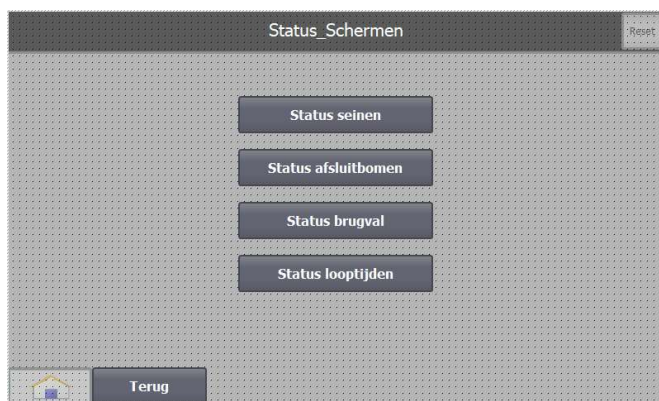 Status_Schermen
Reset
Status seinen
Status afsluitbomen
Status brugval
Status looptijden
Terug